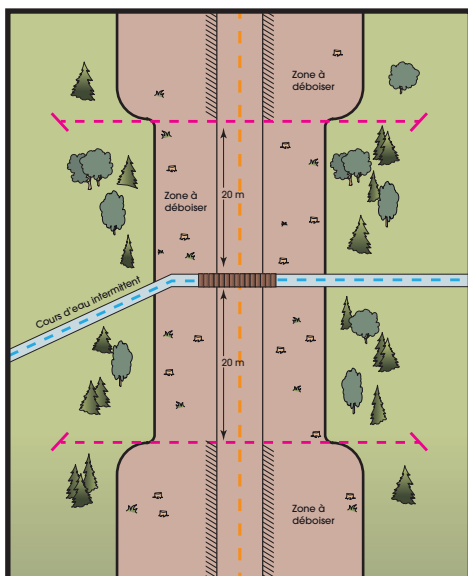 Zone à
déboiser
20 m
Zone à
déboiser
Cours d'eau intermittent
20 m
Zone à
déboiser